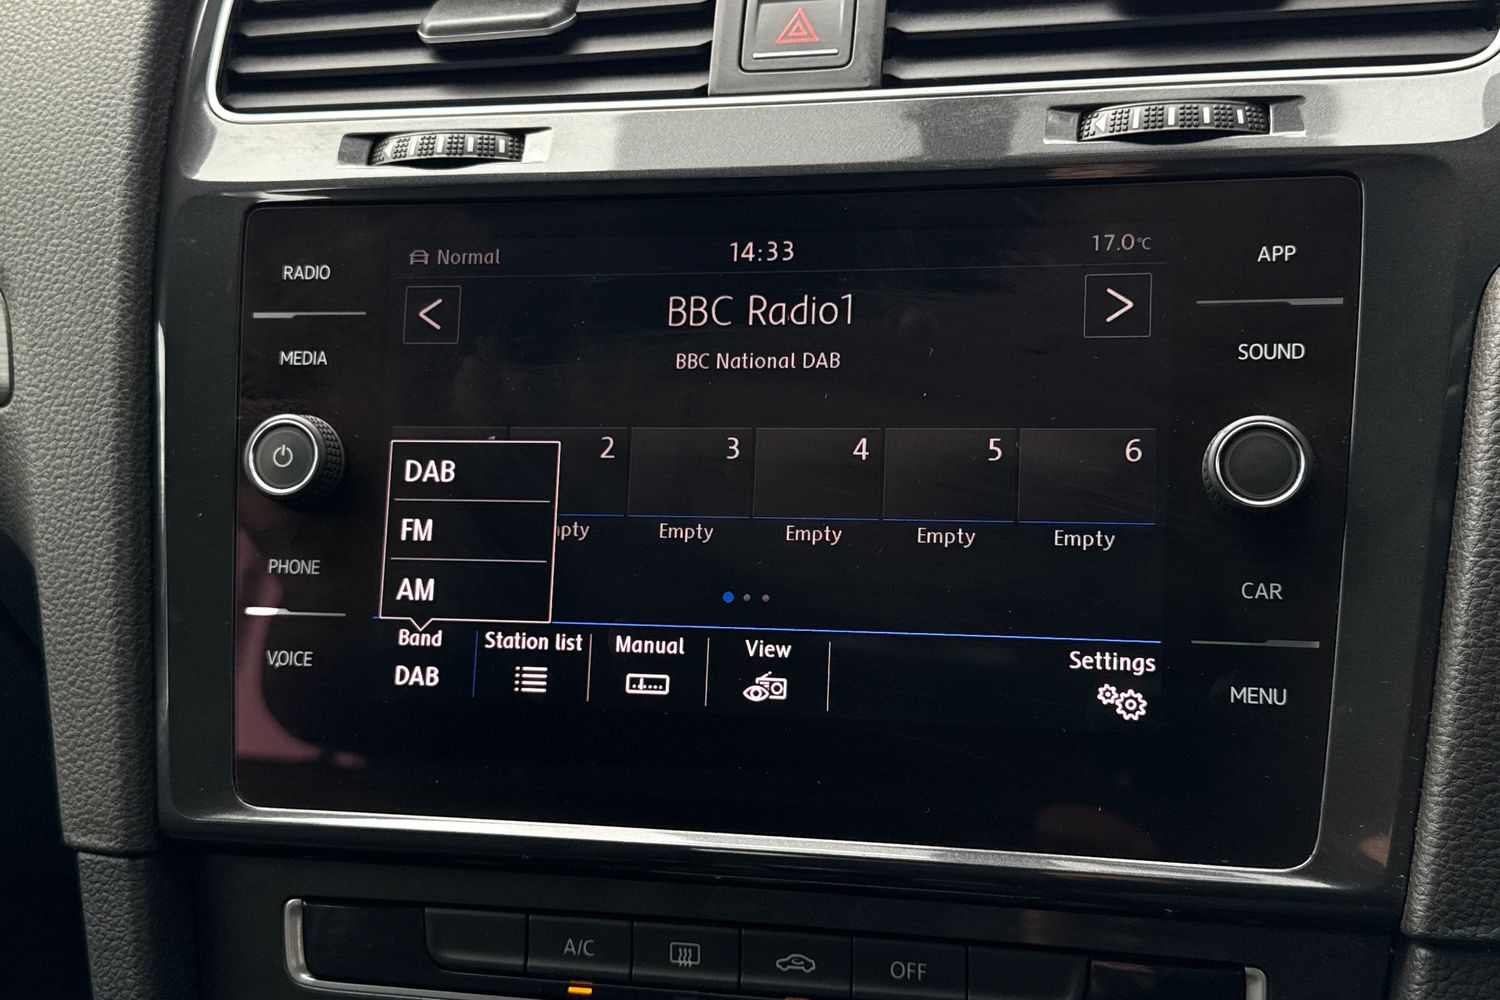 RADIO
MEDIA
PHONE
VOICE
Normal
14:33
17.0°C
BBC Radio1
BBC National DAB
2
3
4
5
6
Empty
Empty
Empty
Empty
DAB
FM
AM
Band
DAB
Station list
Manual
View
Settings
APP
SOUND
CAR
MENU
A/C
OFF